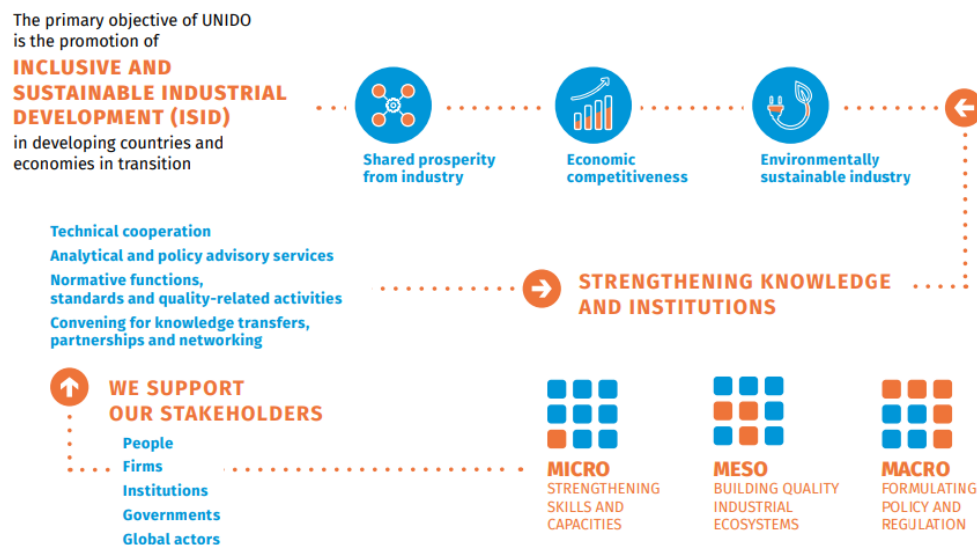 The primary objective of UNIDO
is the promotion of
INCLUSIVE AND
SUSTAINABLE INDUSTRIAL
DEVELOPMENT (ISID)
in developing countries and
economies in transition
Shared prosperity
from industry
Economic
competitiveness
Environmentally
sustainable industry
Technical cooperation
Analytical and policy advisory services
Normative functions,
standards and quality-related activities
Convening for knowledge transfers,
partnerships and networking
STRENGTHENING KNOWLEDGE
AND INSTITUTIONS
WE SUPPORT
OUR STAKEHOLDERS
People
Firms
Institutions
Governments
Global actors
MICRO
STRENGTHENING
SKILLS AND
CAPACITIES
MESO
BUILDING QUALITY
INDUSTRIAL
ECOSYSTEMS
MACRO
FORMULATING
POLICY AND
REGULATION